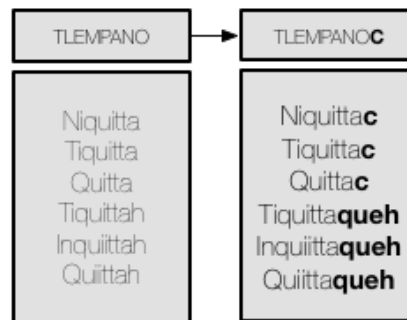 TLEMPANO
Niquitta
Tiquitta
Quitta
Tiquittah
Inquiittah
Quiittah
TLEMPANOC
Niquittac
Tiquittac
Quittac
Tiquittaqueh
Inquiittaqueh
Quiittaqueh